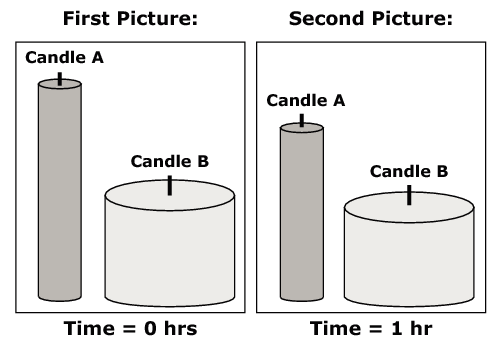 First Picture:
Candle A
Candle B
Time = 0 hrs
Second Picture:
Candle A
Candle B
Time = 1 hr